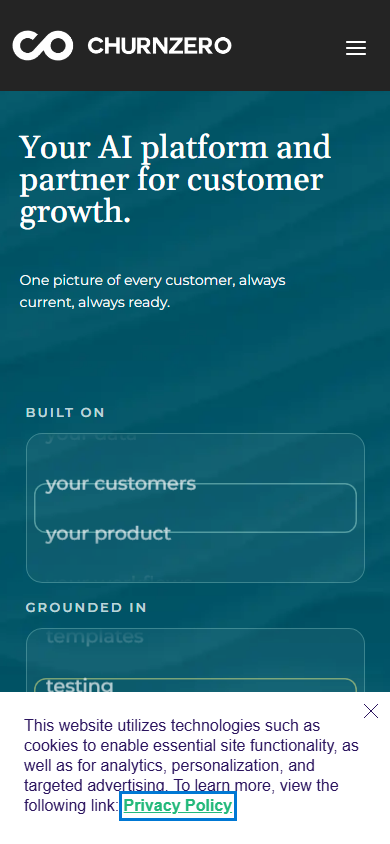 CHURNZERO
Your AI platform and
partner for customer
growth.
One picture of every customer, always
current, always ready.
BUILT ON
your data
your customers
your product
GROUNDED IN
templates
testing
This website utilizes technologies such as
cookies to enable essential site functionality, as
well as for analytics, personalization, and
targeted advertising. To learn more, view the
following link: Privacy Policy